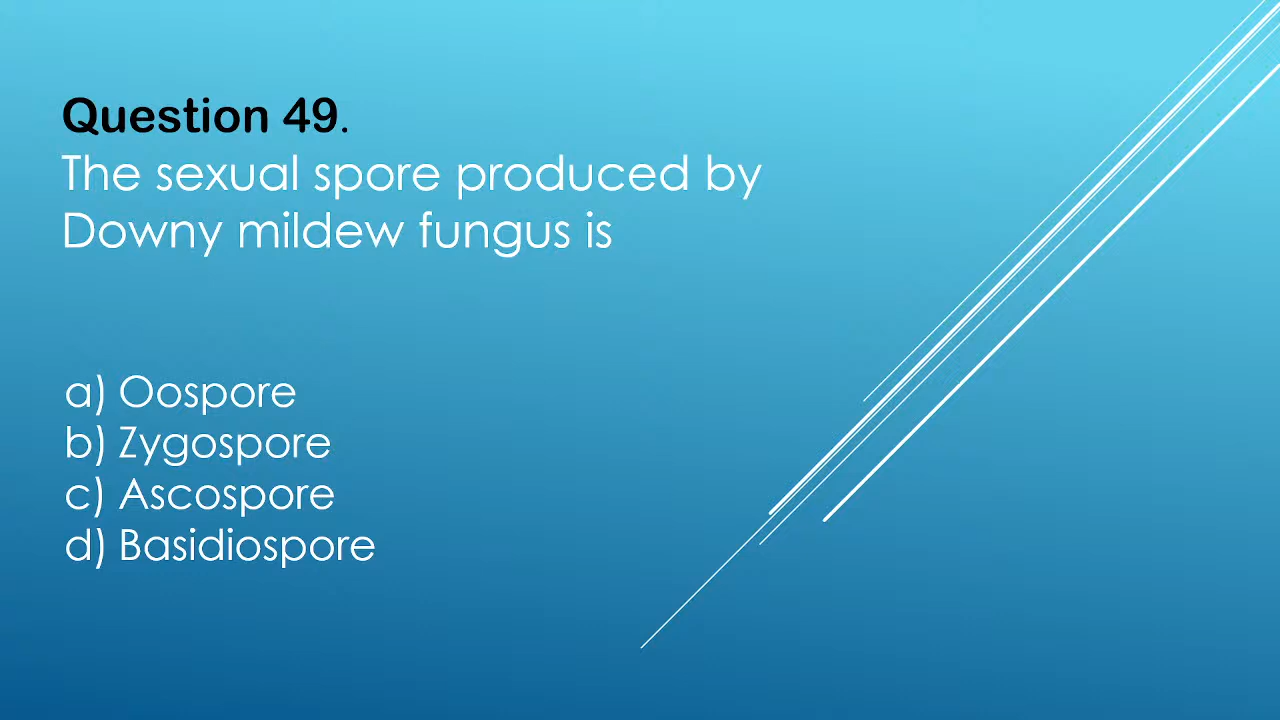 Question 49.
The sexual spore produced by
Downy mildew fungus is
a) Oospore
b) Zygospore
c) Ascospore
d) Basidiospore